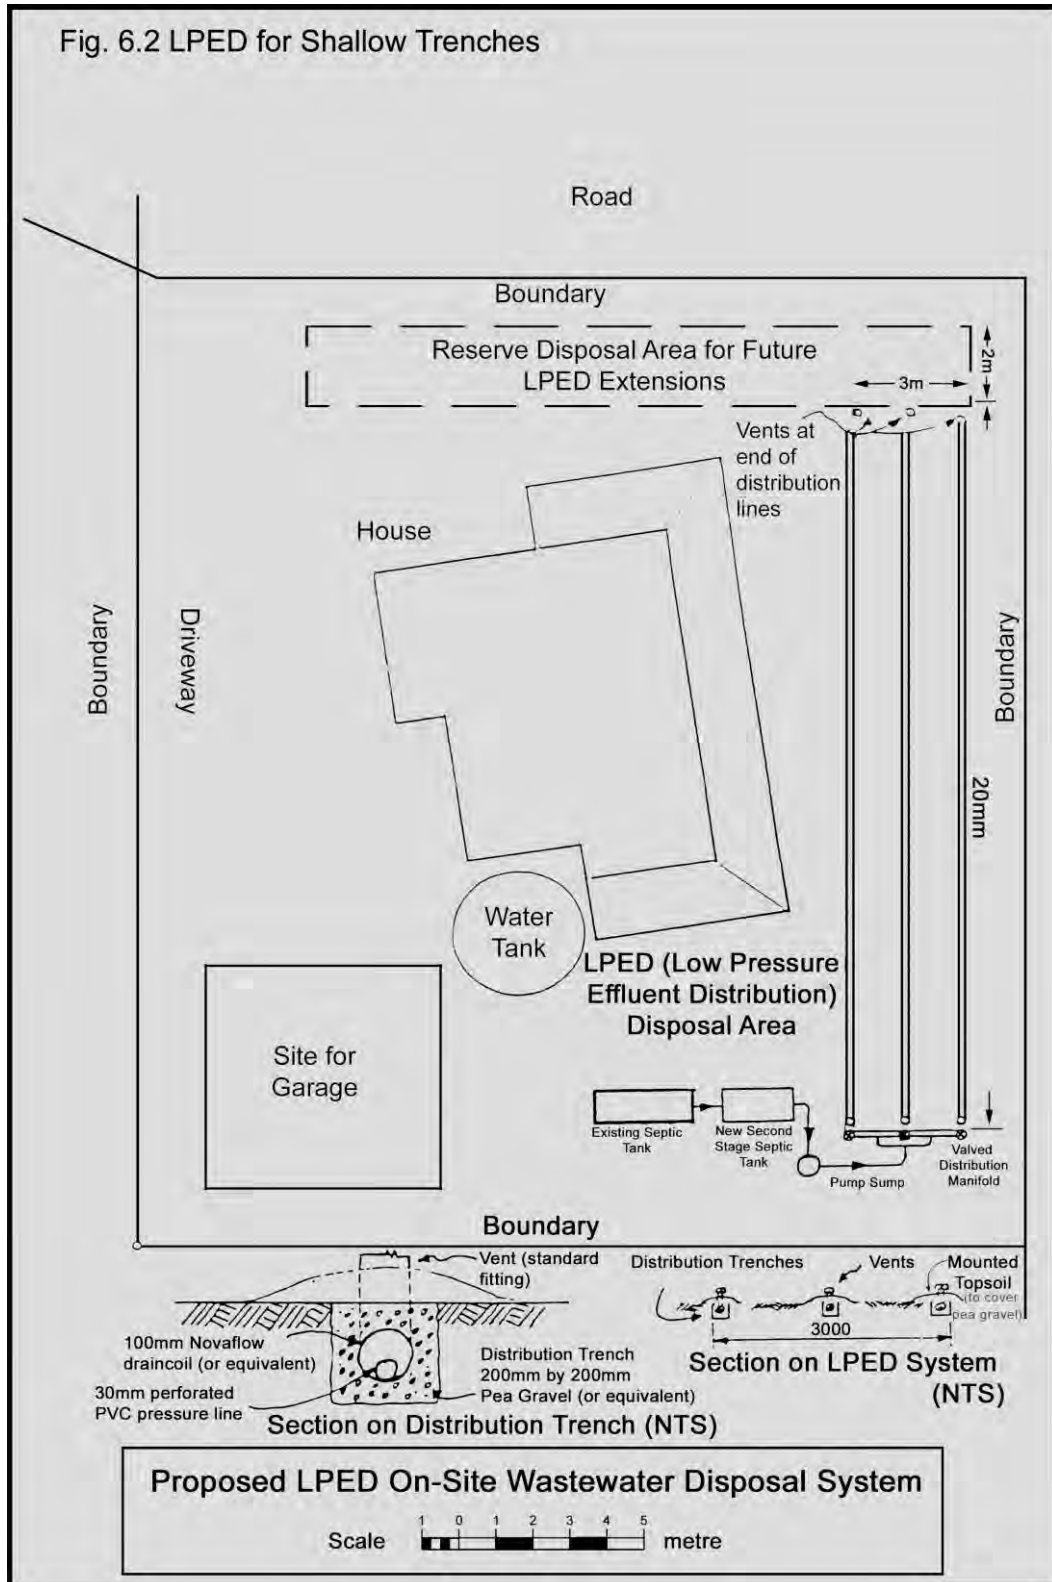 Fig. 6.2 LPED for Shallow Trenches
Road
Boundary
Reserve Disposal Area for Future
LPED Extensions
2m
3m
Vents at
end of
distribution
lines
House
Boundary
Driveway
Boundary
20mm
Water
Tank
LPED (Low Pressure
Effluent Distribution)
Disposal Area
Site for
Garage
Existing Septic
Tank
New Second
Stage Septic
Tank
Pump Sump
Valved
Distribution
Manifold
Boundary
Vent (standard
fitting)
100mm Novaflow
draincoil (or equivalent)
30mm perforated
PVC pressure line
Distribution Trench
200mm by 200mm
Pea Gravel (or equivalent)
Section on Distribution Trench (NTS)
Distribution Trenches
Vents
Mounted
Topsoil
(to cover
pea gravel)
3000
Section on LPED System
(NTS)
Proposed LPED On-Site Wastewater Disposal System
Scale 1 0 1 2 3 4 5 metre